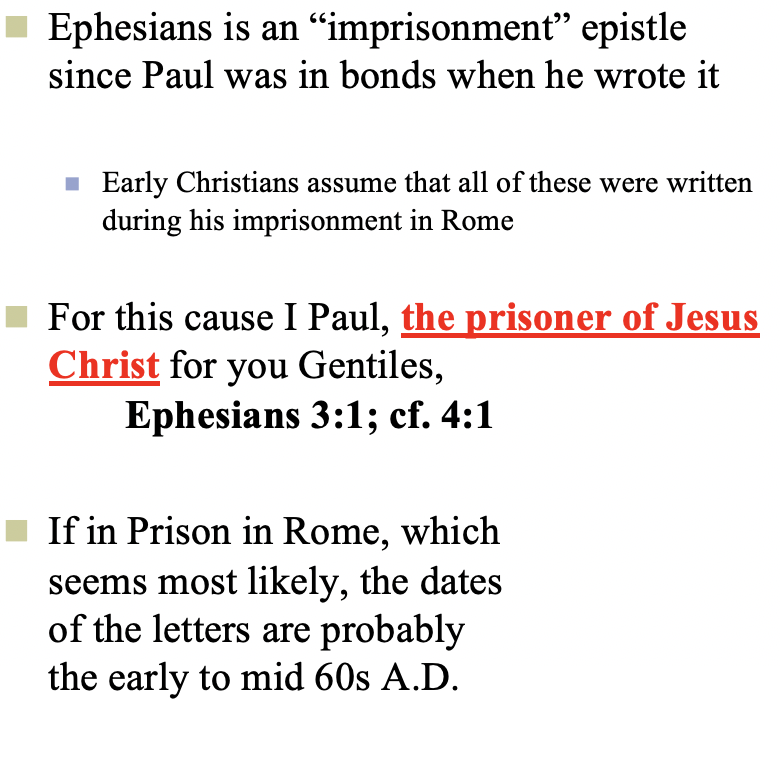 Ephesians is an “imprisonment” epistle
since Paul was in bonds when he wrote it
Early Christians assume that all of these were written
during his imprisonment in Rome
For this cause I Paul, the prisoner of Jesus
Christ for you Gentiles,
Ephesians 3:1; cf. 4:1
If in Prison in Rome, which
seems most likely, the dates
of the letters are probably
the early to mid 60s A.D.